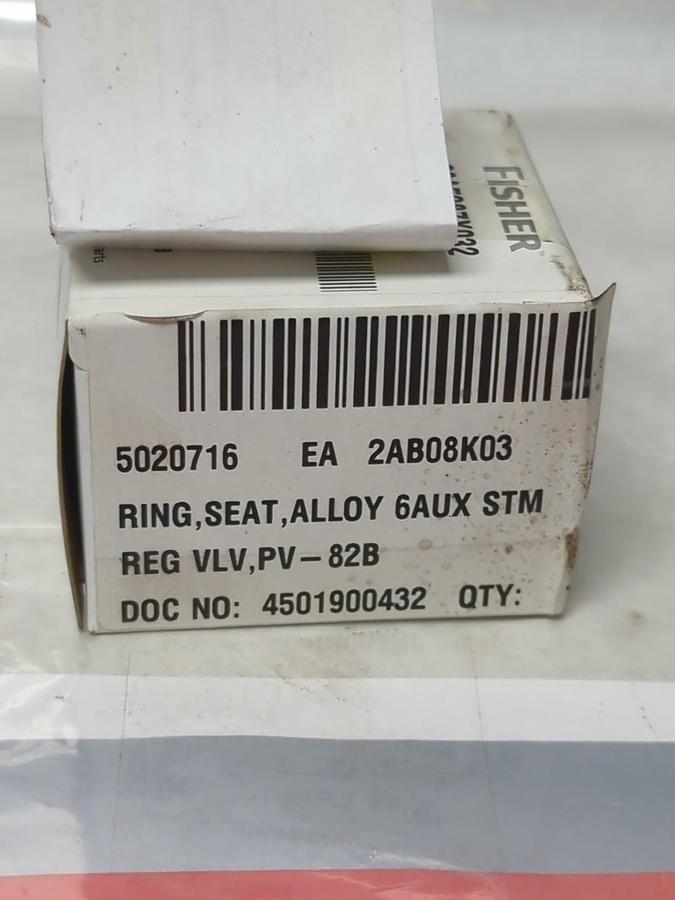 FISHER
5020716 EA 2AB08K03
RING,SEAT,ALLOY 6AUX STM
REG VLV,PV-82B
DOC NO: 4501900432 QTY: